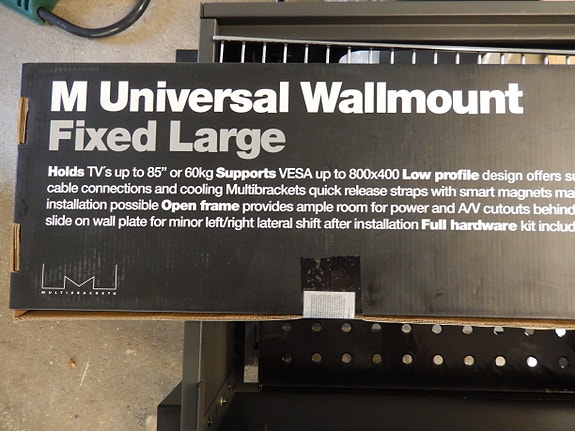 M Universal Wallmount
Fixed Large
Holds TV's up to 85" or 60kg Supports VESA up to 800x400 Low profile design offers su
cable connections and cooling Multibrackets quick release straps with smart magnets ma
installation possible Open frame provides ample room for power and A/V cutouts behind
slide on wall plate for minor left/right lateral shift after installation Full hardware kit includ
MULTIBRACKETS